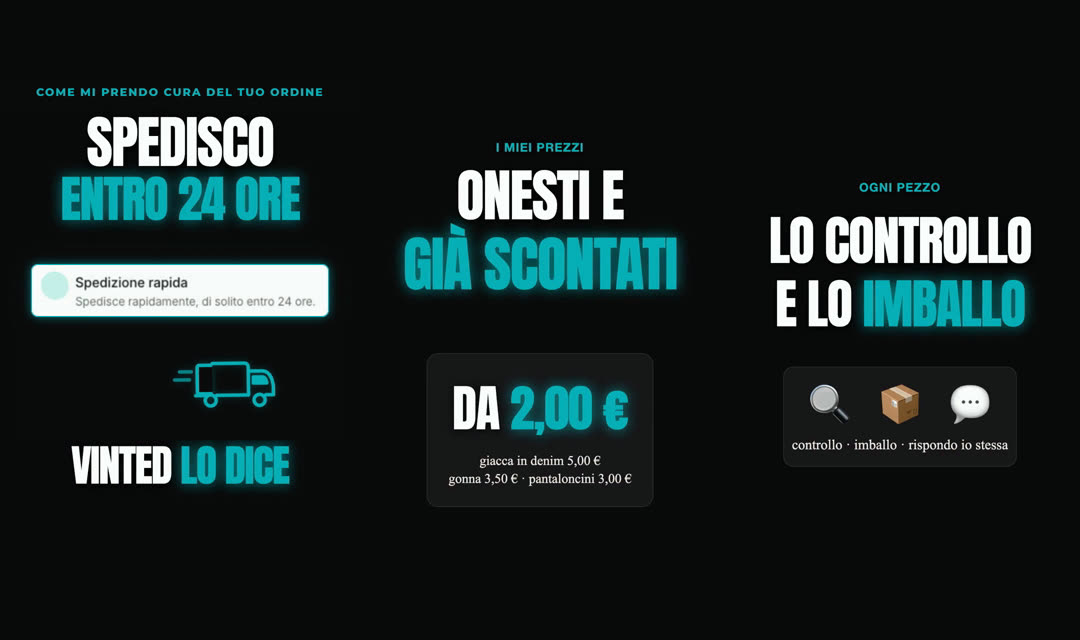 COME MI PRENDO CURA DEL TUO ORDINE
SPEDISCO
ENTRO 24 ORE
Spedizione rapida
Spedisce rapidamente, di solito entro 24 ore.
VINTED LO DICE
I MIEI PREZZI
ONESTI E
GIÀ SCONTATI
DA 2,00 €
giacca in denim 5,00 €
gonna 3,50 € · pantaloncini 3,00 €
OGNI PEZZO
LO CONTROLLO
E LO IMBALLO
controllo · imballo · rispondo io stessa